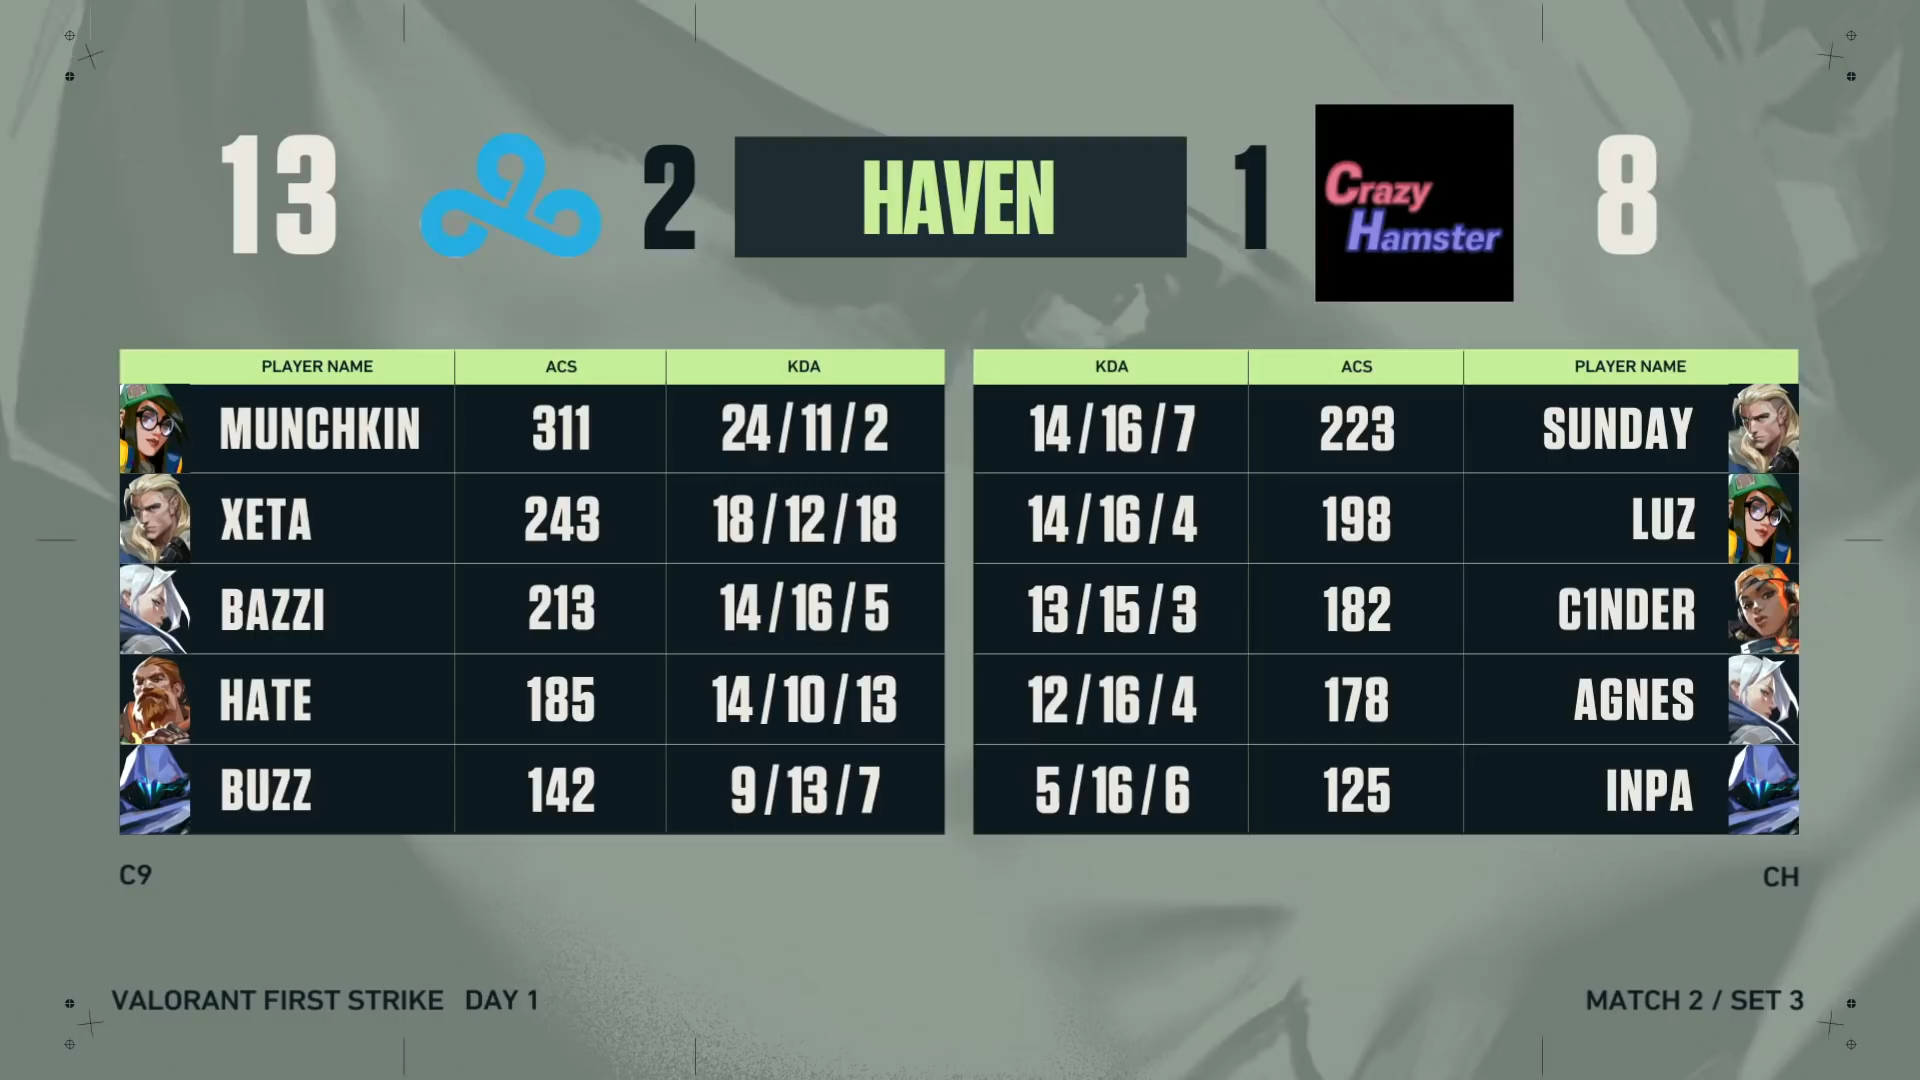 13 2 HAVEN 1 Crazy Hamster 8
PLAYER NAME ACS KDA KDA ACS PLAYER NAME
MUNCHKIN 311 24/11/2 14/16/7 223 SUNDAY
XETA 243 18/12/18 14/16/4 198 LUZ
BAZZI 213 14/16/5 13/15/3 182 C1NDER
HATE 185 14/10/13 12/16/4 178 AGNES
BUZZ 142 9/13/7 5/16/6 125 INPA
C9 CH
VALORANT FIRST STRIKE DAY 1 MATCH 2 / SET 3